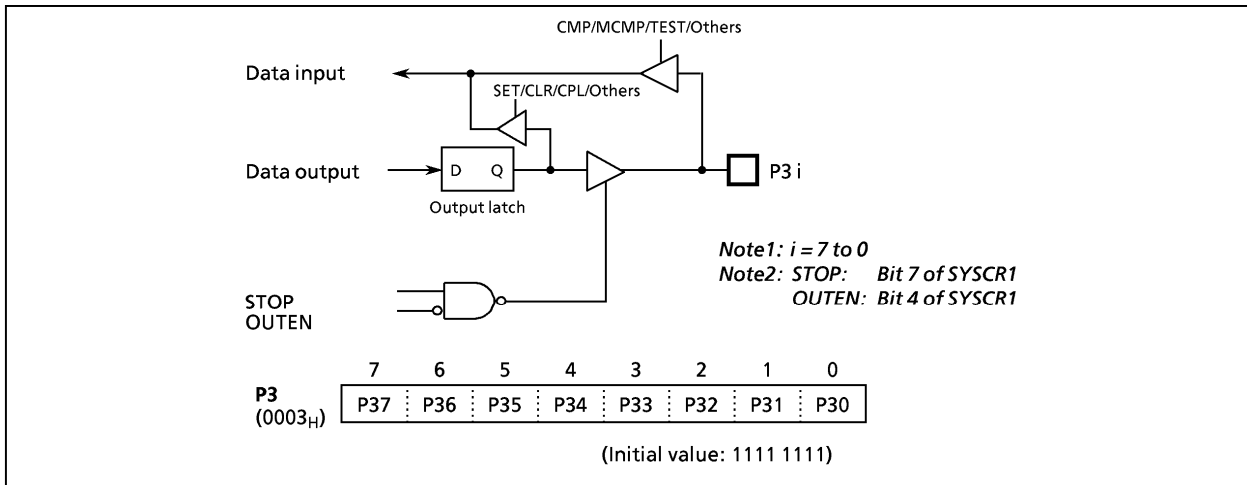 CMP/MCMP/TEST/Others
Data input
SET/CLR/CPL/Others
Data output
D Q
P3 i
Output latch
Note1: i = 7 to 0
Note2: STOP: Bit 7 of SYSCR1
OUTEN: Bit 4 of SYSCR1
STOP
OUTEN
7 6 5 4 3 2 1 0
P3
(0003H)
P37 P36 P35 P34 P33 P32 P31 P30
(Initial value: 1111 1111)